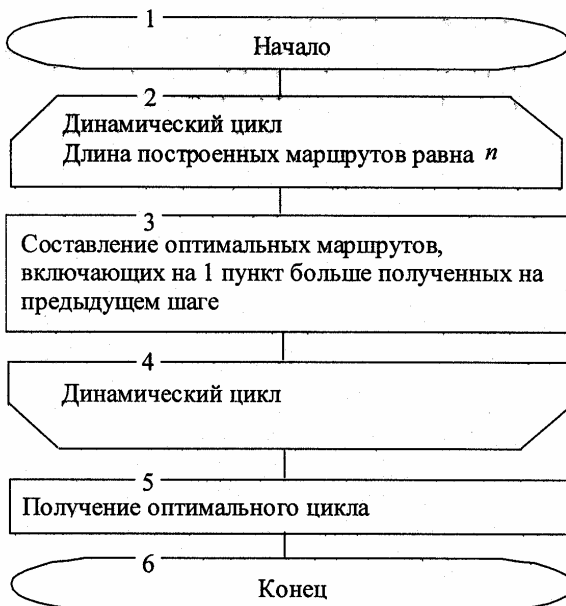 1
Начало
2
Динамический цикл
Длина построенных маршрутов равна n
3
Составление оптимальных маршрутов,
включающих на 1 пункт больше полученных на
предыдущем шаге
4
Динамический цикл
5
Получение оптимального цикла
6
Конец